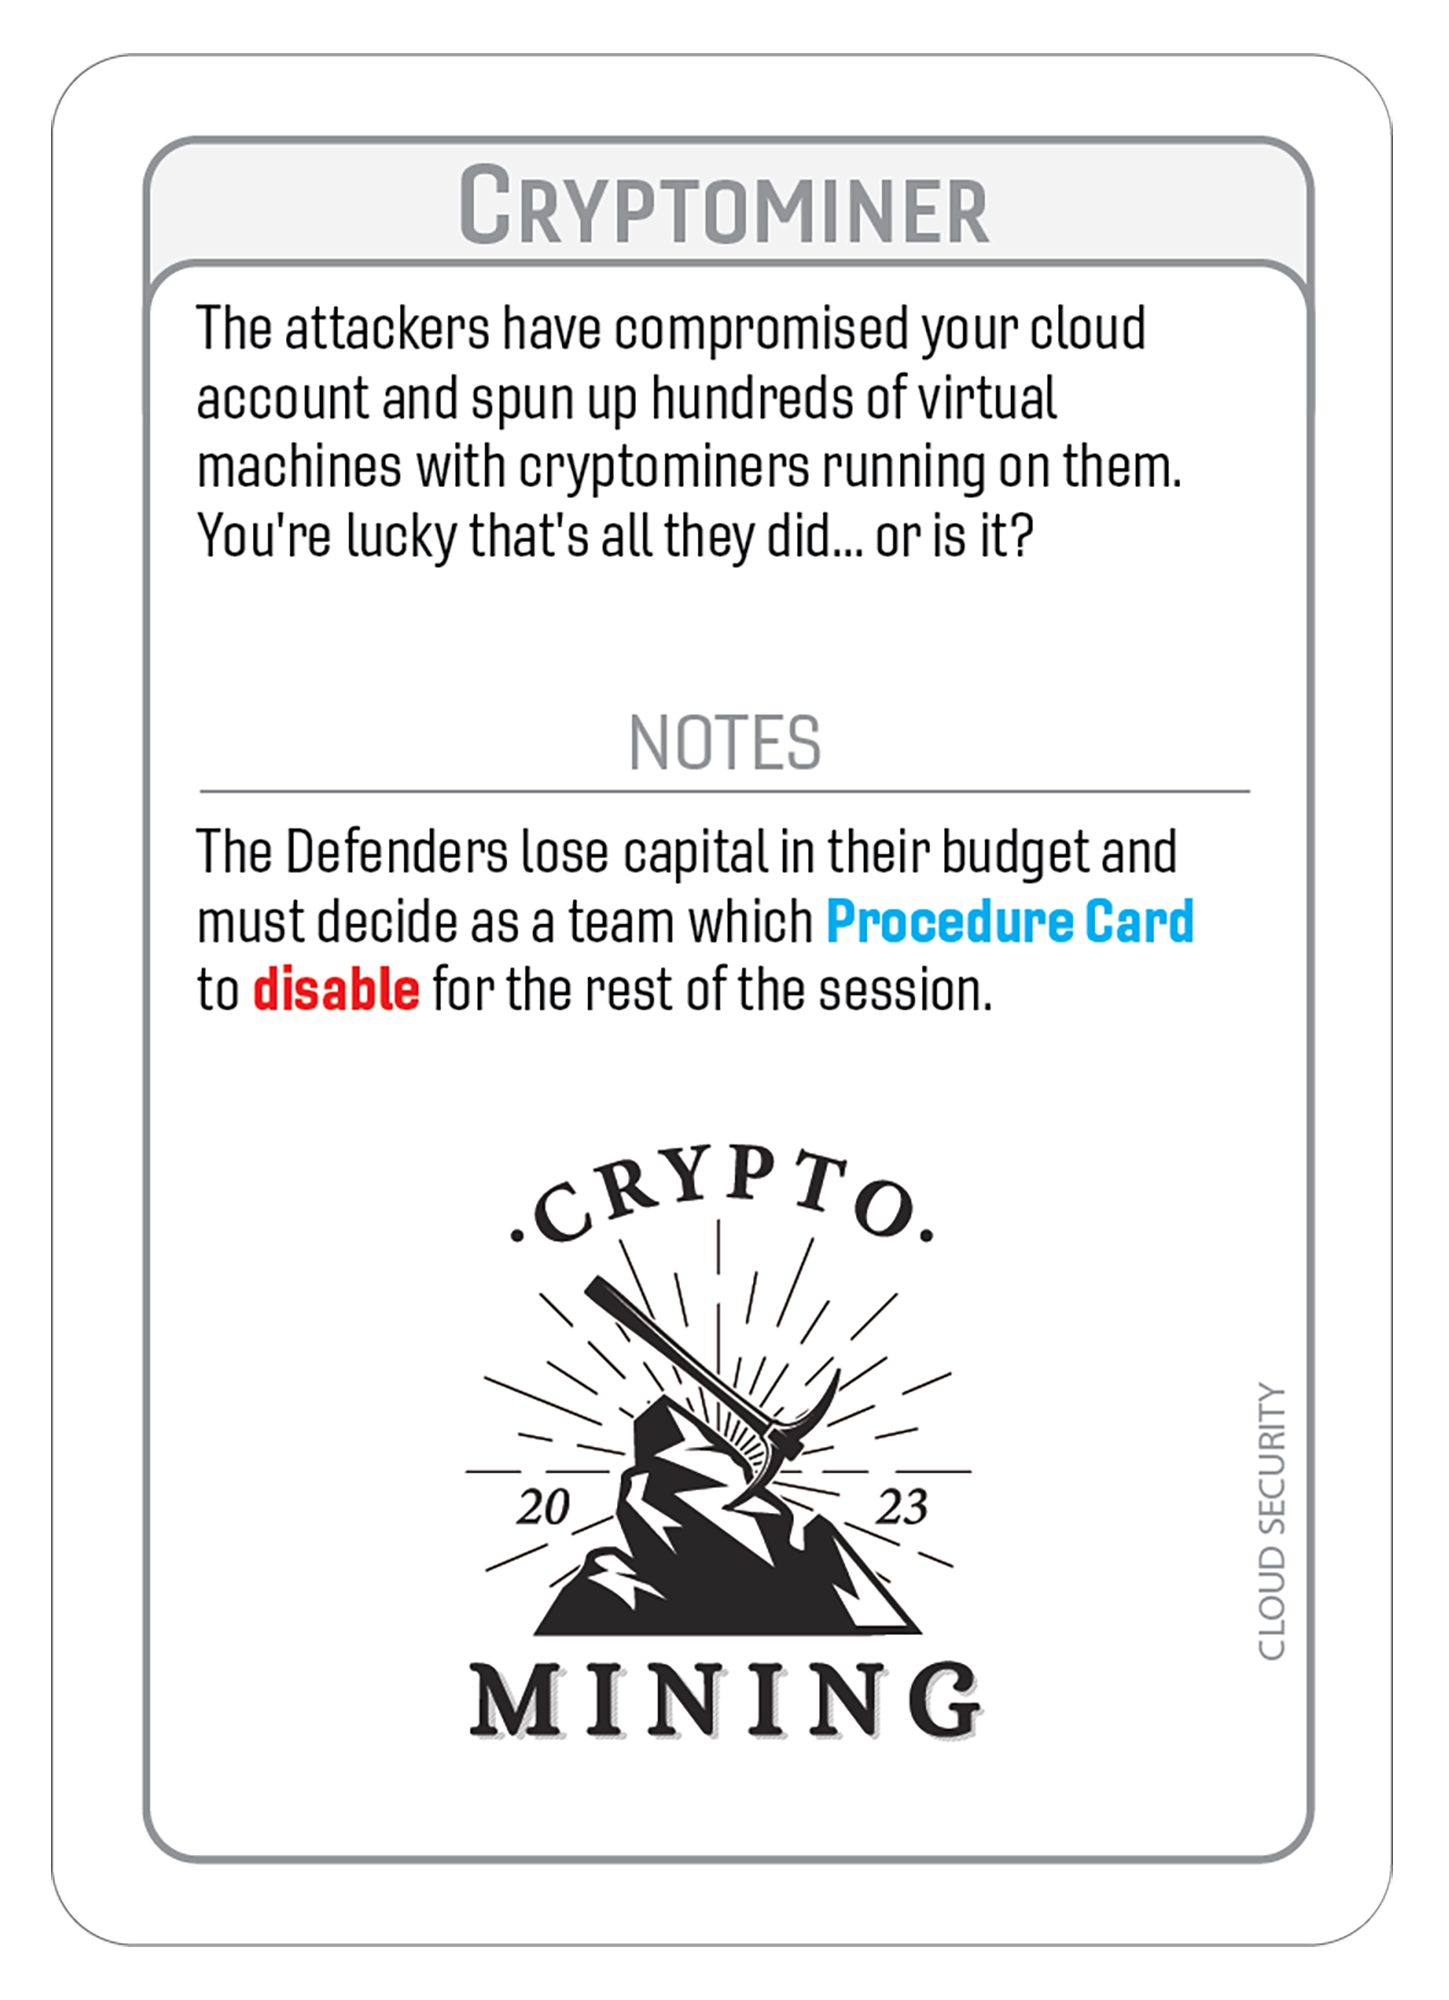 CRYPTOMINER
The attackers have compromised your cloud
account and spun up hundreds of virtual
machines with cryptominers running on them.
You're lucky that's all they did... or is it?
NOTES
The Defenders lose capital in their budget and
must decide as a team which Procedure Card
to disable for the rest of the session.
·CRYPTO·
20 23
MINING
CLOUD SECURITY